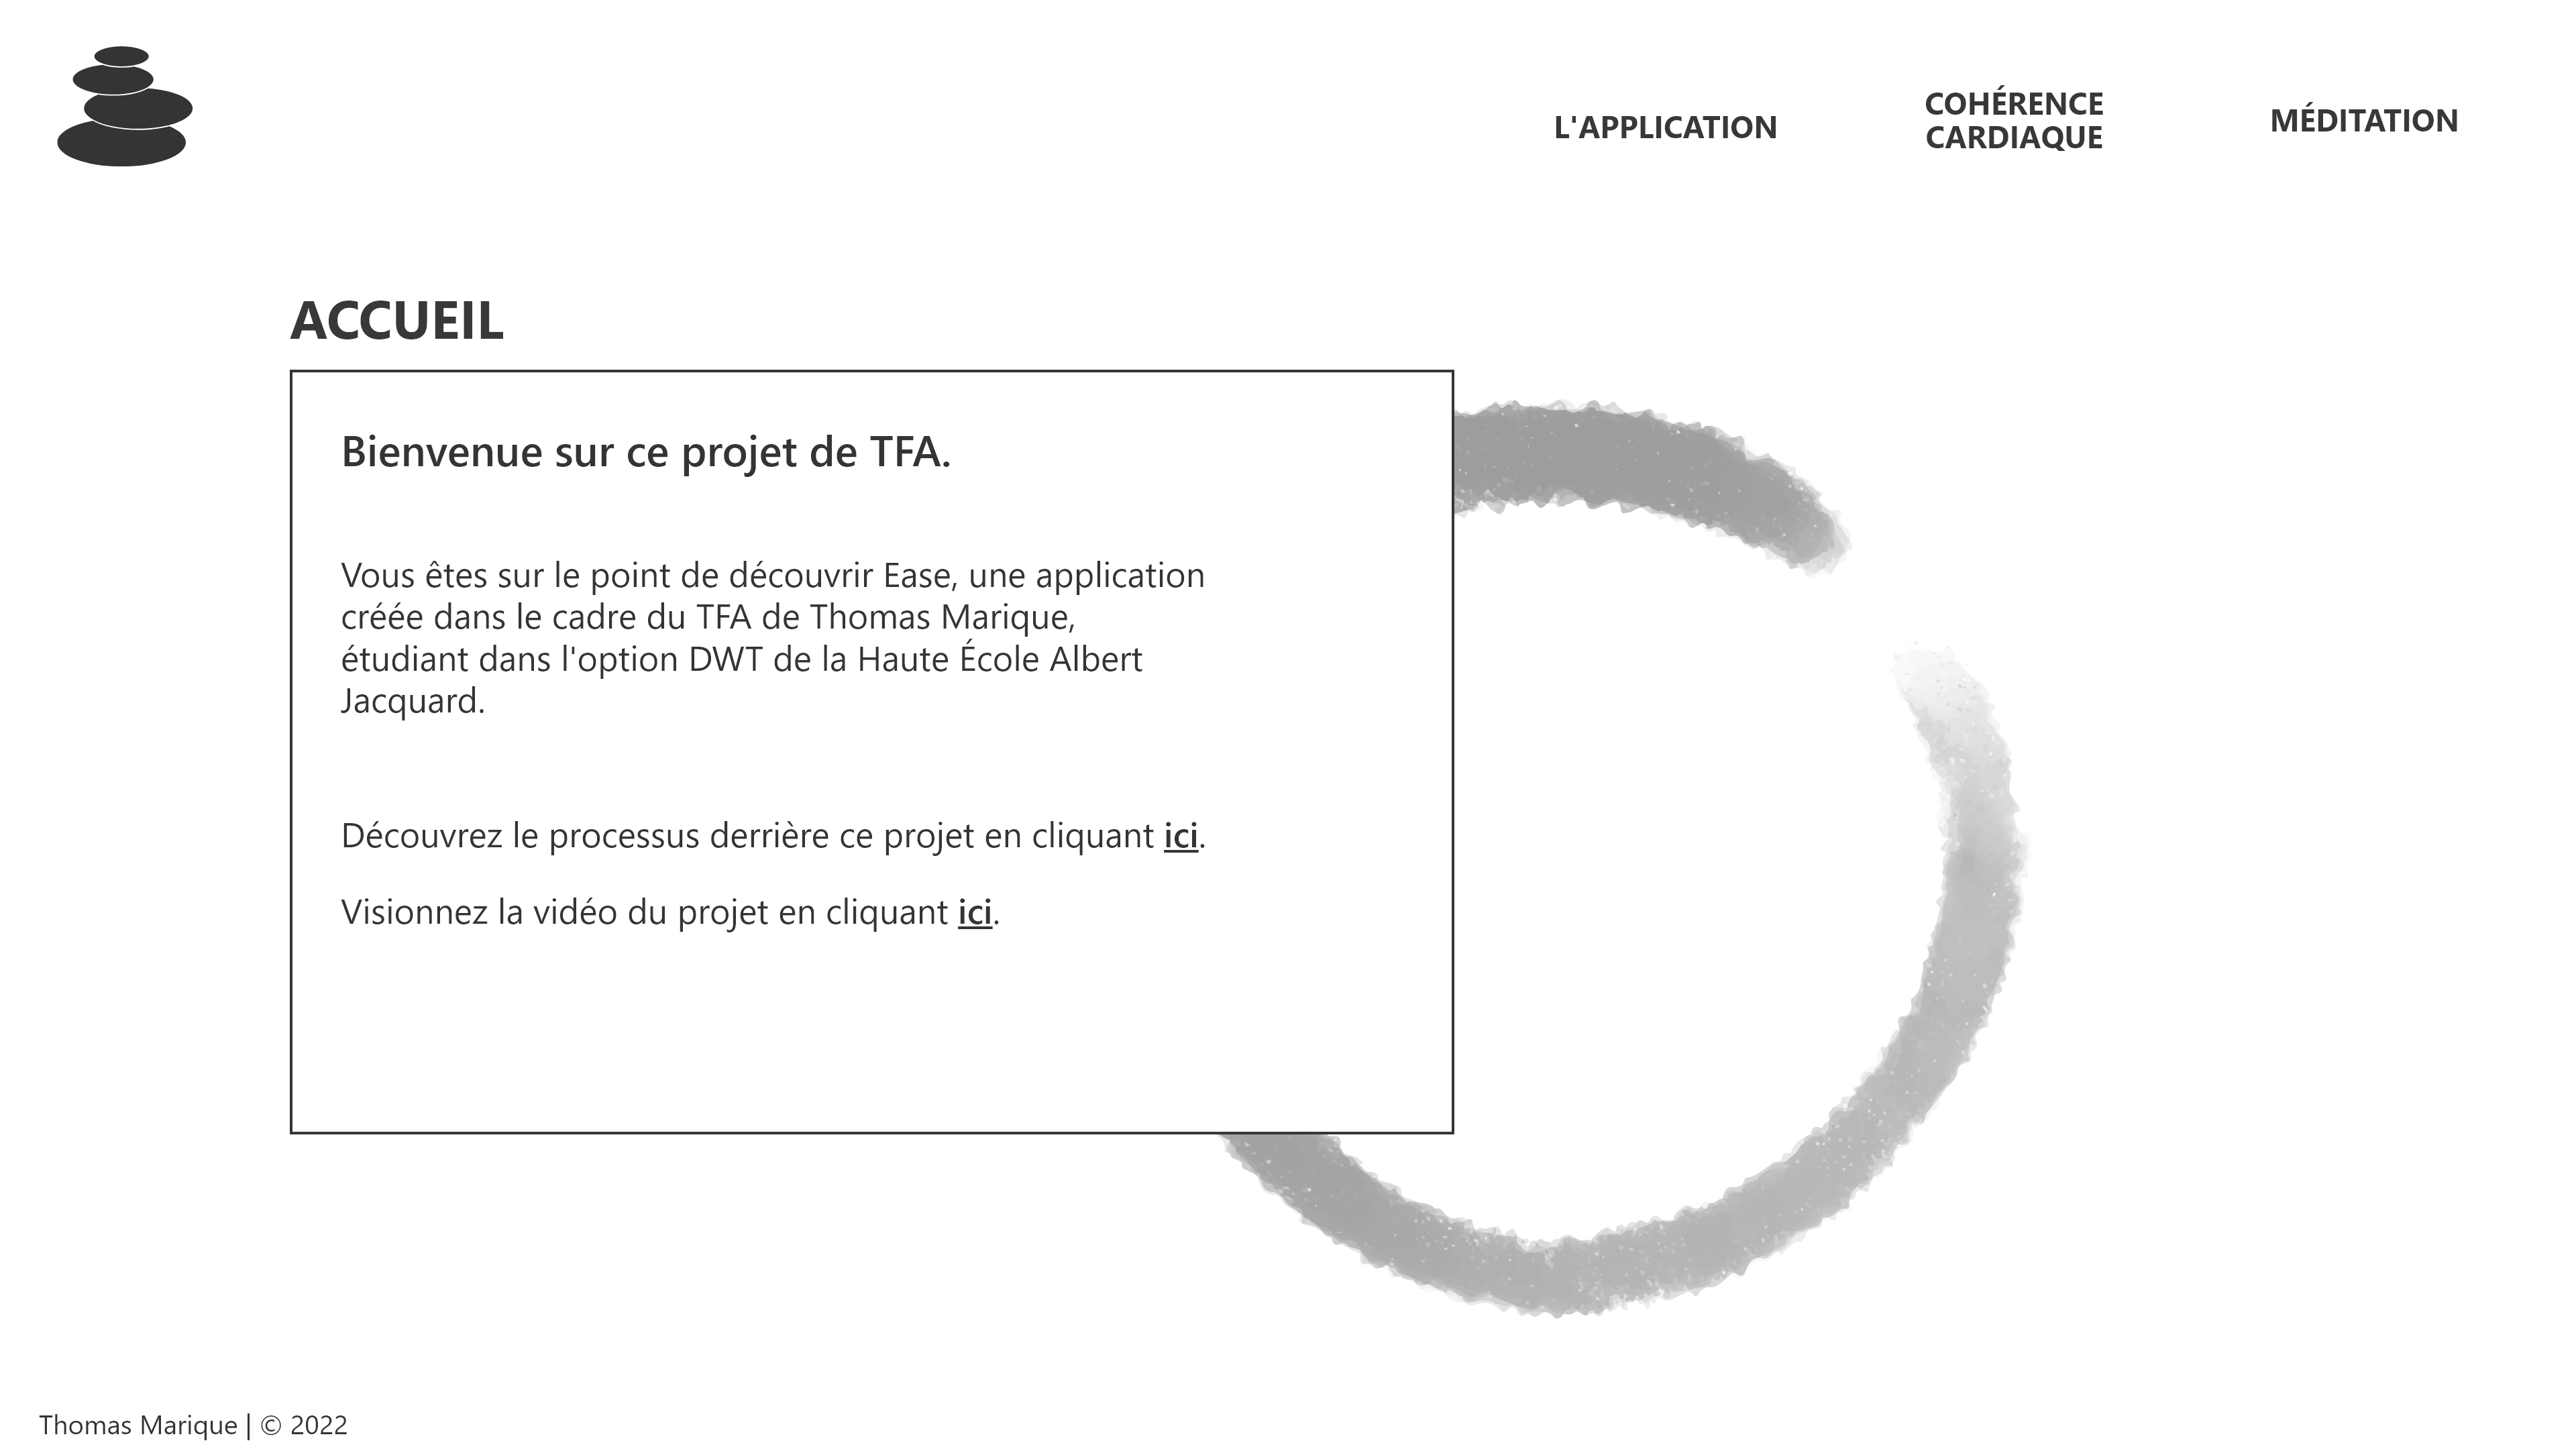 L'APPLICATION
COHÉRENCE
CARDIAQUE
MÉDITATION
ACCUEIL
Bienvenue sur ce projet de TFA.
Vous êtes sur le point de découvrir Ease, une application
créée dans le cadre du TFA de Thomas Marique,
étudiant dans l'option DWT de la Haute École Albert
Jacquard.
Découvrez le processus derrière ce projet en cliquant ici.
Visionnez la vidéo du projet en cliquant ici.
Thomas Marique | © 2022